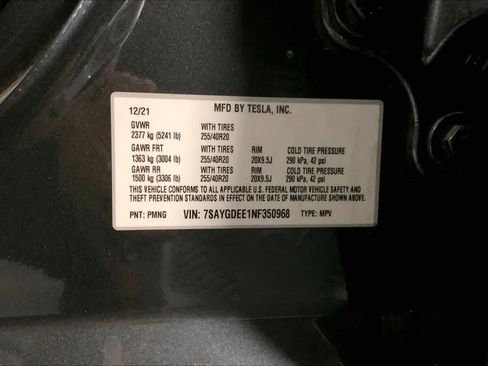 12/21 MFD BY TESLA, INC.
GVWR WITH TIRES
2377 kg (5241 lb) 255/40R20
GAWR FRT WITH TIRES RIM COLD TIRE PRESSURE
1363 kg (3004 lb) 255/40R20 20X9.5J 290 kPa, 42 psi
GAWR RR WITH TIRES RIM COLD TIRE PRESSURE
1500 kg (3306 lb) 255/40R20 20X9.5J 290 kPa, 42 psi
THIS VEHICLE CONFORMS TO ALL APPLICABLE U.S. FEDERAL MOTOR VEHICLE SAFETY AND
THEFT PREVENTION STANDARDS IN EFFECT ON THE DATE OF MANUFACTURE SHOWN ABOVE.
PNT: PMNG VIN: 7SAYGDEE1NF350968 TYPE: MPV